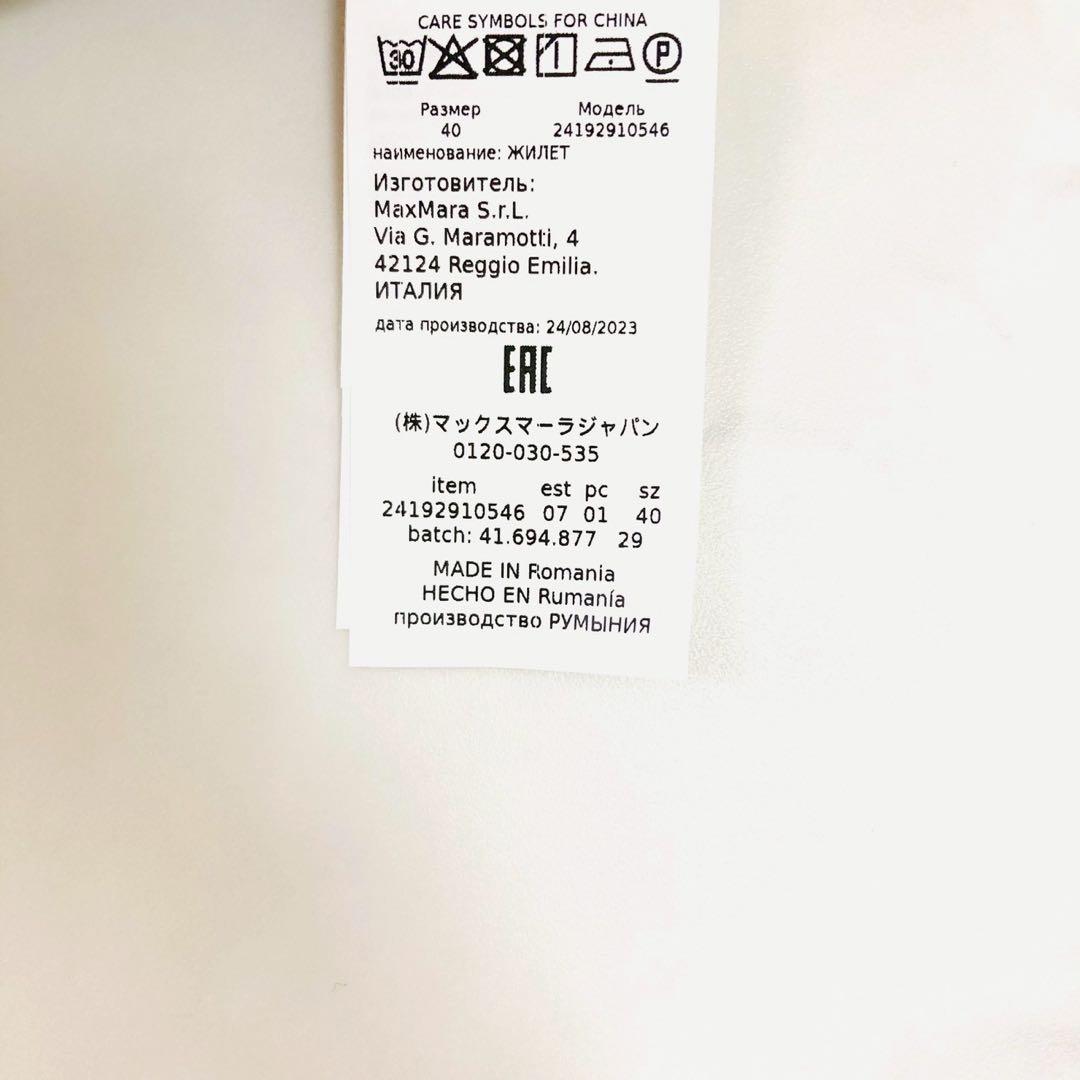 CARE SYMBOLS FOR CHINA
30 P
Размер Модель
40 24192910546
наименование: ЖИЛЕТ
Изготовитель:
MaxMara S.r.L.
Via G. Maramotti, 4
42124 Reggio Emilia.
ИТАЛИЯ
дата производства: 24/08/2023
EAC
(株)マックスマーラジャパン
0120-030-535
item est pc sz
24192910546 07 01 40
batch: 41.694.877 29
MADE IN Romania
HECHO EN Rumanía
производство РУМЫНИЯ